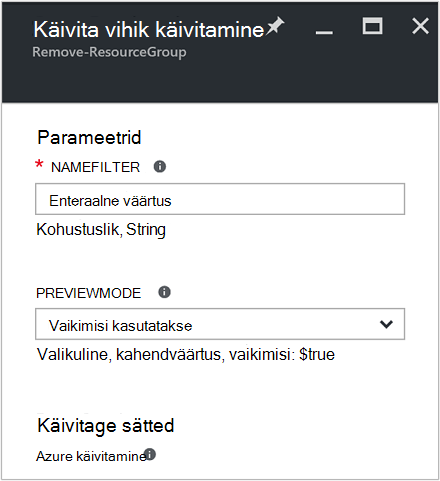 Käivita vihik käivitamine
Remove-ResourceGroup
Parameetrid
* NAMEFILTER
Enteraalne väärtus
Kohustuslik, String
PREVIEWMODE
Vaikimisi kasutatakse
Valikuline, kahendväärtus, vaikimisi: $true
Käivitage sätted
Azure käivitamine